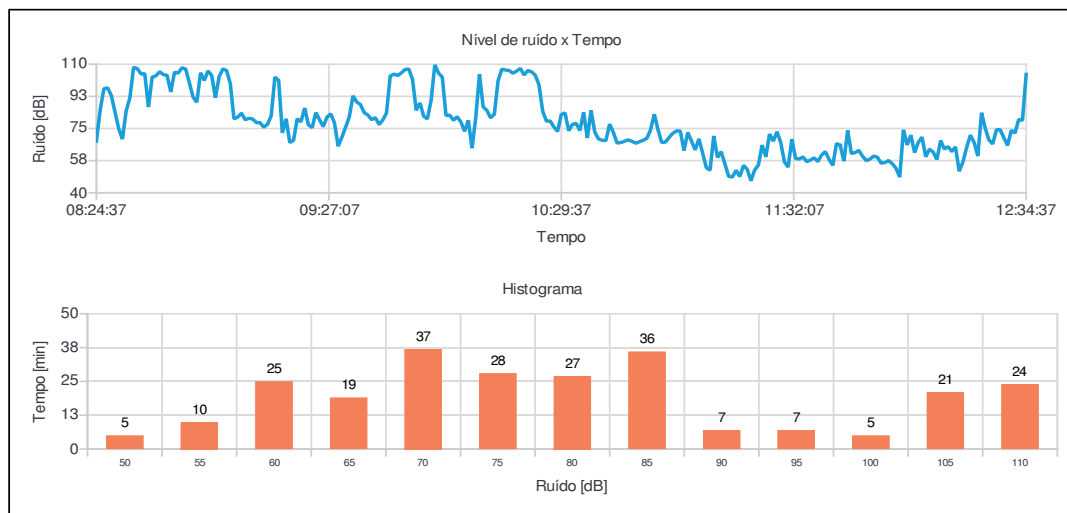 Nível de ruído x Tempo
110
93
75
58
40
Ruído [dB]
08:24:37 09:27:07 10:29:37 11:32:07 12:34:37
Tempo
Histograma
50
38
25
13
0
Tempo [min]
5 10 25 19 37 28 27 36 7 7 5 21 24
50 55 60 65 70 75 80 85 90 95 100 105 110
Ruído [dB]